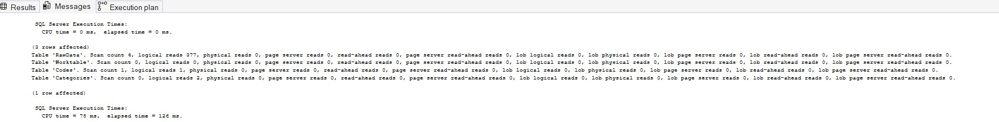 Results Messages Execution plan
SQL Server Execution Times:
CPU time = 0 ms, elapsed time = 0 ms.
(3 rows affected)
Table 'RawData'. Scan count 4, logical reads 377, physical reads 0, page server reads 0, read-ahead reads 0, page server read-ahead reads 0, lob logical reads 0, lob physical reads 0, lob page server reads 0, lob read-ahead reads 0, lob page server read-ahead reads 0.
Table 'Worktable'. Scan count 0, logical reads 0, physical reads 0, page server reads 0, read-ahead reads 0, page server read-ahead reads 0, lob logical reads 0, lob physical reads 0, lob page server reads 0, lob read-ahead reads 0, lob page server read-ahead reads 0.
Table 'Codes'. Scan count 1, logical reads 1, physical reads 0, page server reads 0, read-ahead reads 0, page server read-ahead reads 0, lob logical reads 0, lob physical reads 0, lob page server reads 0, lob read-ahead reads 0, lob page server read-ahead reads 0.
Table 'Categories'. Scan count 0, logical reads 2, physical reads 0, page server reads 0, read-ahead reads 0, page server read-ahead reads 0, lob logical reads 0, lob physical reads 0, lob page server reads 0, lob read-ahead reads 0, lob page server read-ahead reads 0.
(1 row affected)
SQL Server Execution Times:
CPU time = 78 ms, elapsed time = 126 ms.